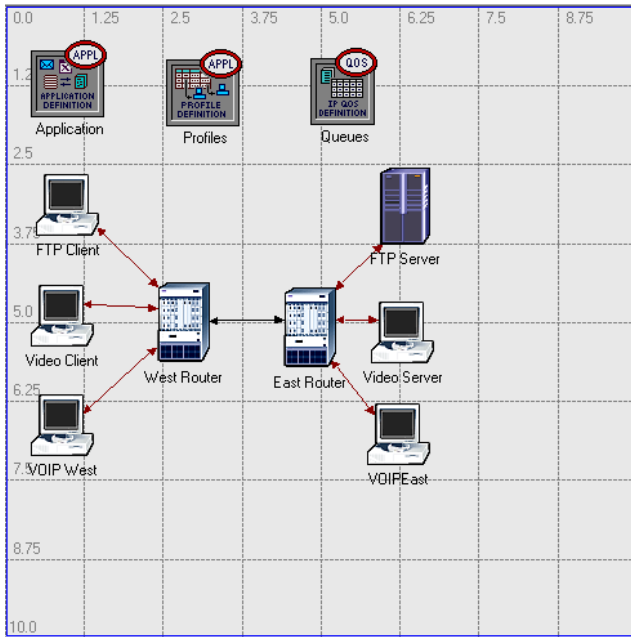 0.0 1.25 2.5 3.75 5.0 6.25 7.5 8.75
APPL APPL QOS
1.2
APPLICATION DEFINITION
PROFILE DEFINITION
IP QOS DEFINITION
Application
Profiles
Queues
2.5
3.75
FTP Client
FTP Server
5.0
Video Client
West Router
East Router
Video Server
6.25
7.5
VOIP West
VOIPEast
8.75
10.0